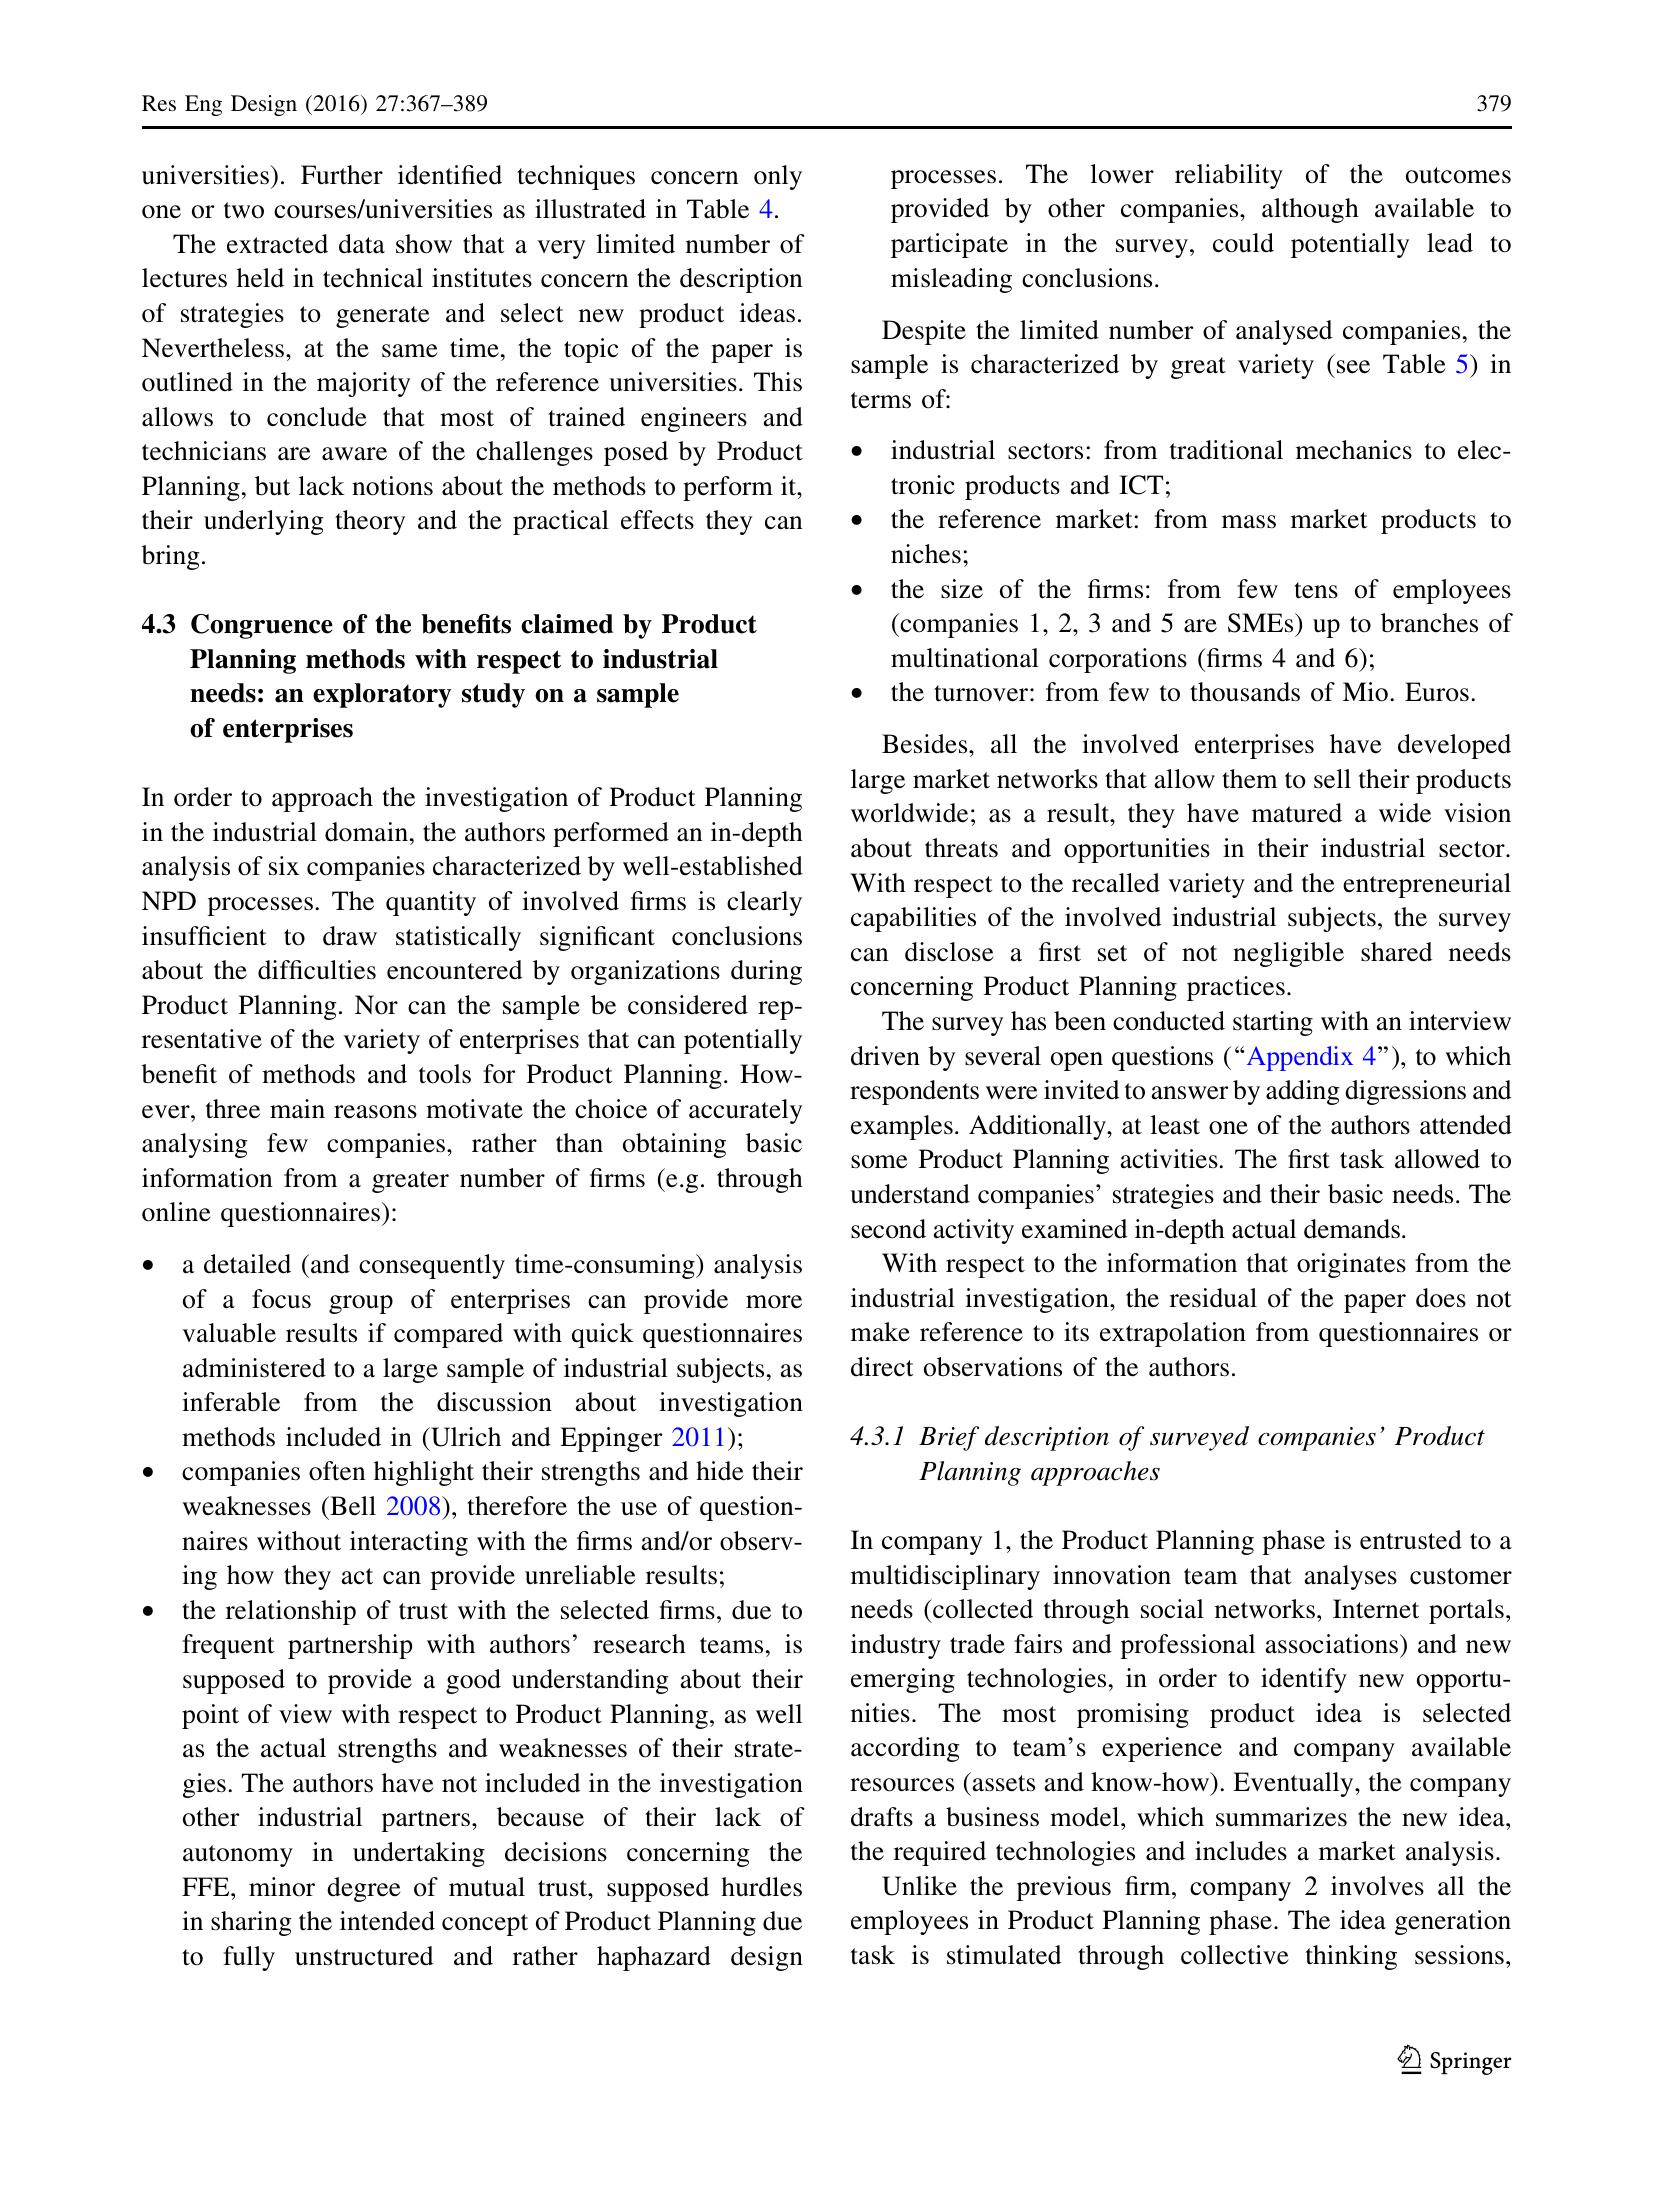 Res Eng Design (2016) 27:367–389
379
universities). Further identified techniques concern only
one or two courses/universities as illustrated in Table 4.
The extracted data show that a very limited number of
lectures held in technical institutes concern the description
of strategies to generate and select new product ideas.
Nevertheless, at the same time, the topic of the paper is
outlined in the majority of the reference universities. This
allows to conclude that most of trained engineers and
technicians are aware of the challenges posed by Product
Planning, but lack notions about the methods to perform it,
their underlying theory and the practical effects they can
bring.
4.3 Congruence of the benefits claimed by Product
Planning methods with respect to industrial
needs: an exploratory study on a sample
of enterprises
In order to approach the investigation of Product Planning
in the industrial domain, the authors performed an in-depth
analysis of six companies characterized by well-established
NPD processes. The quantity of involved firms is clearly
insufficient to draw statistically significant conclusions
about the difficulties encountered by organizations during
Product Planning. Nor can the sample be considered rep-
resentative of the variety of enterprises that can potentially
benefit of methods and tools for Product Planning. How-
ever, three main reasons motivate the choice of accurately
analysing few companies, rather than obtaining basic
information from a greater number of firms (e.g. through
online questionnaires):
• a detailed (and consequently time-consuming) analysis
of a focus group of enterprises can provide more
valuable results if compared with quick questionnaires
administered to a large sample of industrial subjects, as
inferable from the discussion about investigation
methods included in (Ulrich and Eppinger 2011);
• companies often highlight their strengths and hide their
weaknesses (Bell 2008), therefore the use of question-
naires without interacting with the firms and/or observ-
ing how they act can provide unreliable results;
• the relationship of trust with the selected firms, due to
frequent partnership with authors’ research teams, is
supposed to provide a good understanding about their
point of view with respect to Product Planning, as well
as the actual strengths and weaknesses of their strate-
gies. The authors have not included in the investigation
other industrial partners, because of their lack of
autonomy in undertaking decisions concerning the
FFE, minor degree of mutual trust, supposed hurdles
in sharing the intended concept of Product Planning due
to fully unstructured and rather haphazard design
processes. The lower reliability of the outcomes
provided by other companies, although available to
participate in the survey, could potentially lead to
misleading conclusions.
Despite the limited number of analysed companies, the
sample is characterized by great variety (see Table 5) in
terms of:
• industrial sectors: from traditional mechanics to elec-
tronic products and ICT;
• the reference market: from mass market products to
niches;
• the size of the firms: from few tens of employees
(companies 1, 2, 3 and 5 are SMEs) up to branches of
multinational corporations (firms 4 and 6);
• the turnover: from few to thousands of Mio. Euros.
Besides, all the involved enterprises have developed
large market networks that allow them to sell their products
worldwide; as a result, they have matured a wide vision
about threats and opportunities in their industrial sector.
With respect to the recalled variety and the entrepreneurial
capabilities of the involved industrial subjects, the survey
can disclose a first set of not negligible shared needs
concerning Product Planning practices.
The survey has been conducted starting with an interview
driven by several open questions (“Appendix 4”), to which
respondents were invited to answer by adding digressions and
examples. Additionally, at least one of the authors attended
some Product Planning activities. The first task allowed to
understand companies’ strategies and their basic needs. The
second activity examined in-depth actual demands.
With respect to the information that originates from the
industrial investigation, the residual of the paper does not
make reference to its extrapolation from questionnaires or
direct observations of the authors.
4.3.1 Brief description of surveyed companies’ Product
Planning approaches
In company 1, the Product Planning phase is entrusted to a
multidisciplinary innovation team that analyses customer
needs (collected through social networks, Internet portals,
industry trade fairs and professional associations) and new
emerging technologies, in order to identify new opportu-
nities. The most promising product idea is selected
according to team’s experience and company available
resources (assets and know-how). Eventually, the company
drafts a business model, which summarizes the new idea,
the required technologies and includes a market analysis.
Unlike the previous firm, company 2 involves all the
employees in Product Planning phase. The idea generation
task is stimulated through collective thinking sessions,
Springer